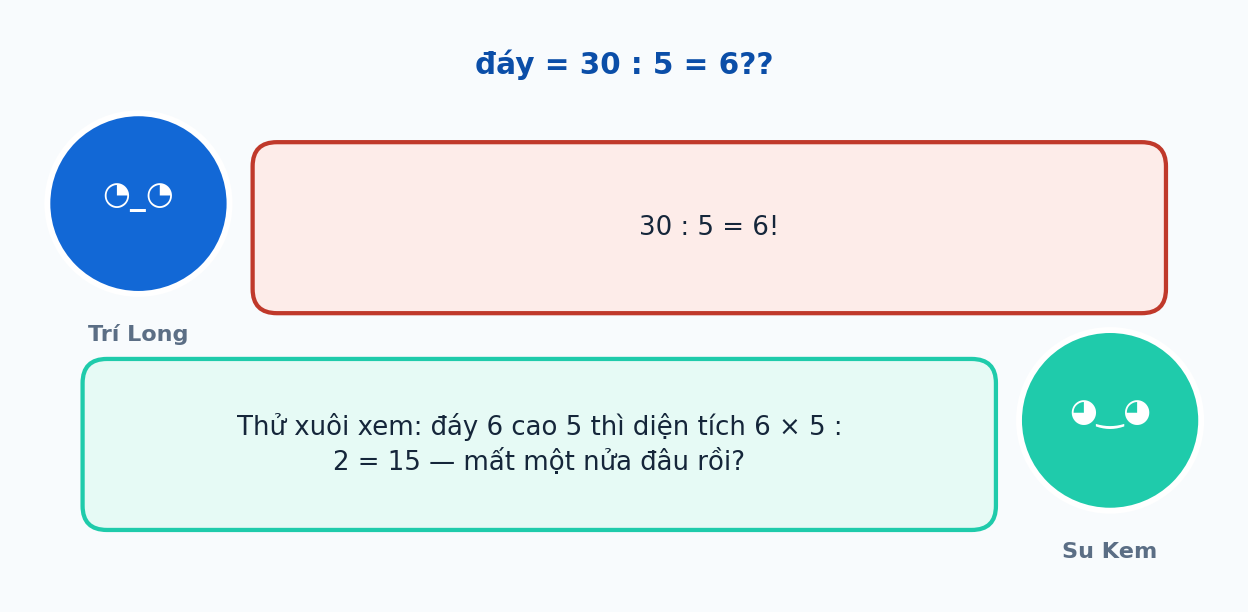 đáy = 30 : 5 = 6??
30 : 5 = 6!
Trí Long
Thử xuôi xem: đáy 6 cao 5 thì diện tích 6 × 5 :
2 = 15 — mất một nửa đâu rồi?
Su Kem